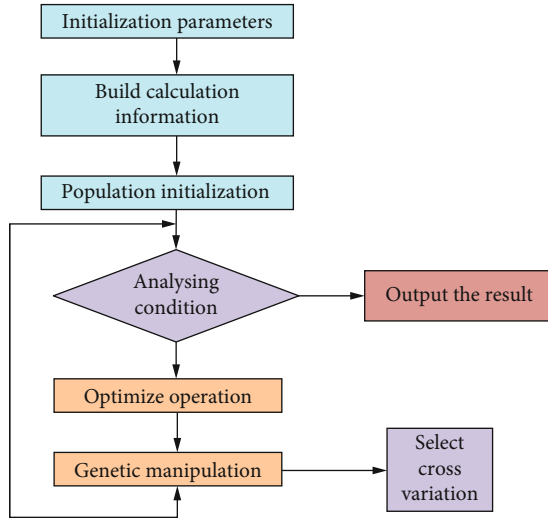 Initialization parameters
Build calculation
information
Population initialization
Analysing
condition
Output the result
Optimize operation
Genetic manipulation
Select
cross
variation